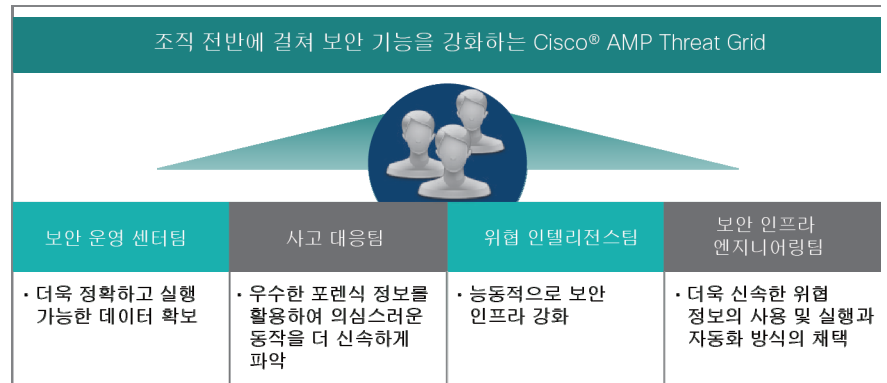 조직 전반에 걸쳐 보안 기능을 강화하는 Cisco® AMP Threat Grid
보안 운영 센터팀
사고 대응팀
위협 인텔리전스팀
보안 인프라
엔지니어링팀
· 더욱 정확하고 실행
가능한 데이터 확보
· 우수한 포렌식 정보를
활용하여 의심스러운
동작을 더 신속하게
파악
· 능동적으로 보안
인프라 강화
· 더욱 신속한 위협
정보의 사용 및 실행과
자동화 방식의 채택